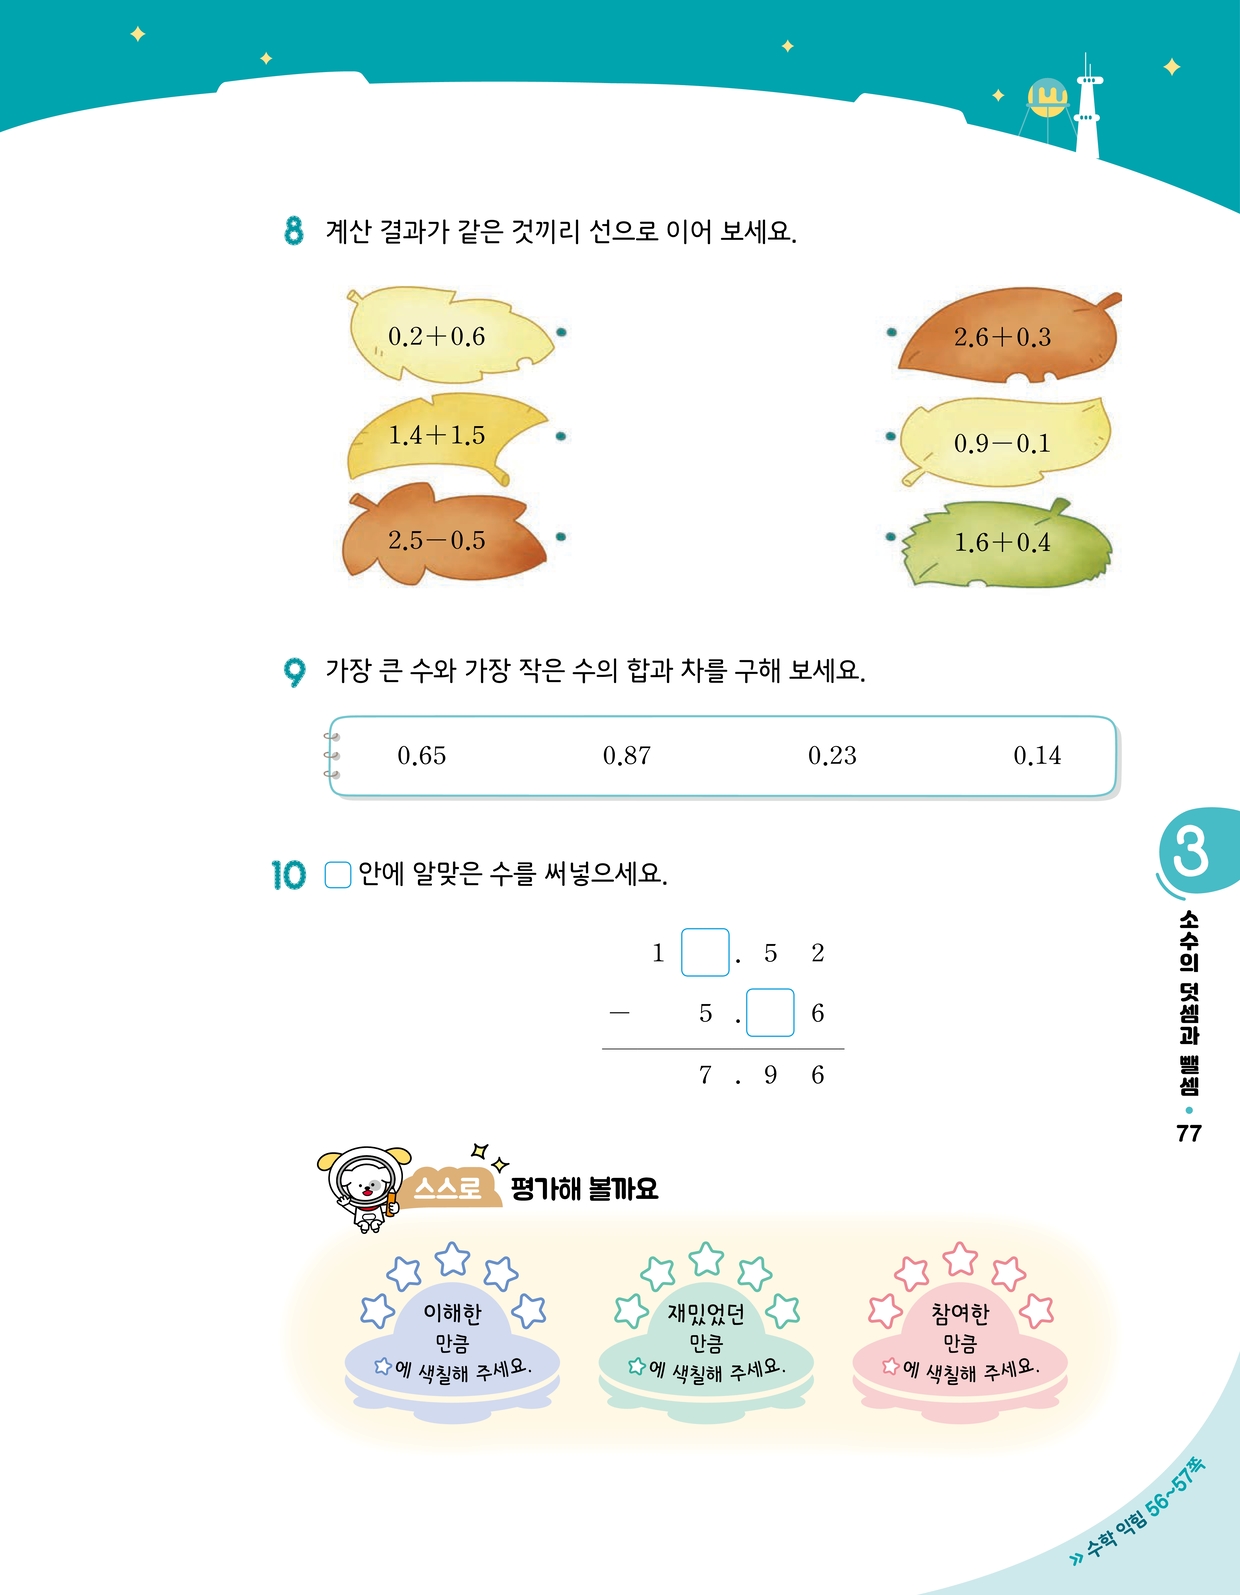 8 계산 결과가 같은 것끼리 선으로 이어 보세요.
0.2+0.6
2.6+0.3
1.4+1.5
0.9−0.1
2.5−0.5
1.6+0.4
9 가장 큰 수와 가장 작은 수의 합과 차를 구해 보세요.
0.65 0.87 0.23 0.14
10 □ 안에 알맞은 수를 써넣으세요.
1 □ . 5 2
− 5 . □ 6
7 . 9 6
3
소수의 덧셈과 뺄셈
77
스스로 평가해 볼까요
이해한
만큼
☆에 색칠해 주세요.
재밌었던
만큼
☆에 색칠해 주세요.
참여한
만큼
☆에 색칠해 주세요.
» 수학 익힘 56~57쪽